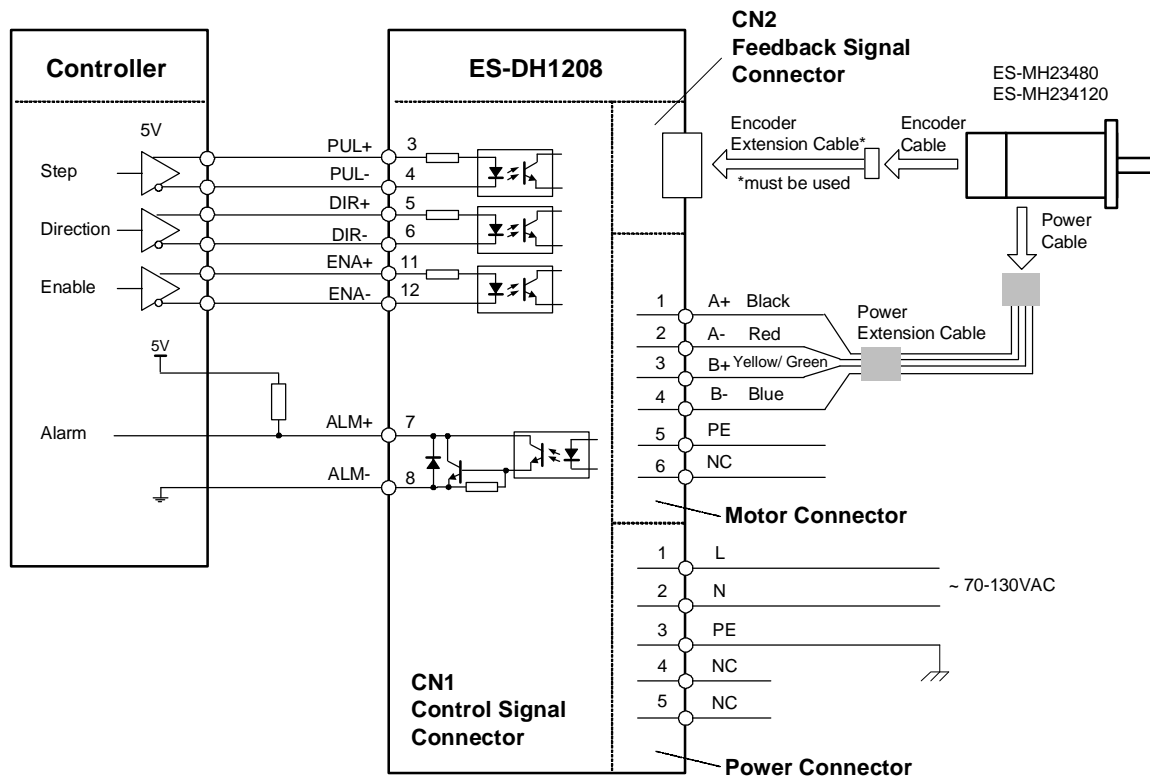 Controller
5V
Step
Direction
Enable
5V
Alarm
PUL+
PUL-
DIR+
DIR-
ENA+
ENA-
ALM+
ALM-
ES-DH1208
3
4
5
6
11
12
7
8
CN1
Control Signal
Connector
CN2
Feedback Signal
Connector
Encoder
Extension Cable*
*must be used
Encoder
Cable
ES-MH23480
ES-MH234120
Power
Cable
Power
Extension Cable
1 A+ Black
2 A- Red
3 B+ Yellow/ Green
4 B- Blue
5 PE
6 NC
Motor Connector
1 L
2 N
~ 70-130VAC
3 PE
4 NC
5 NC
Power Connector